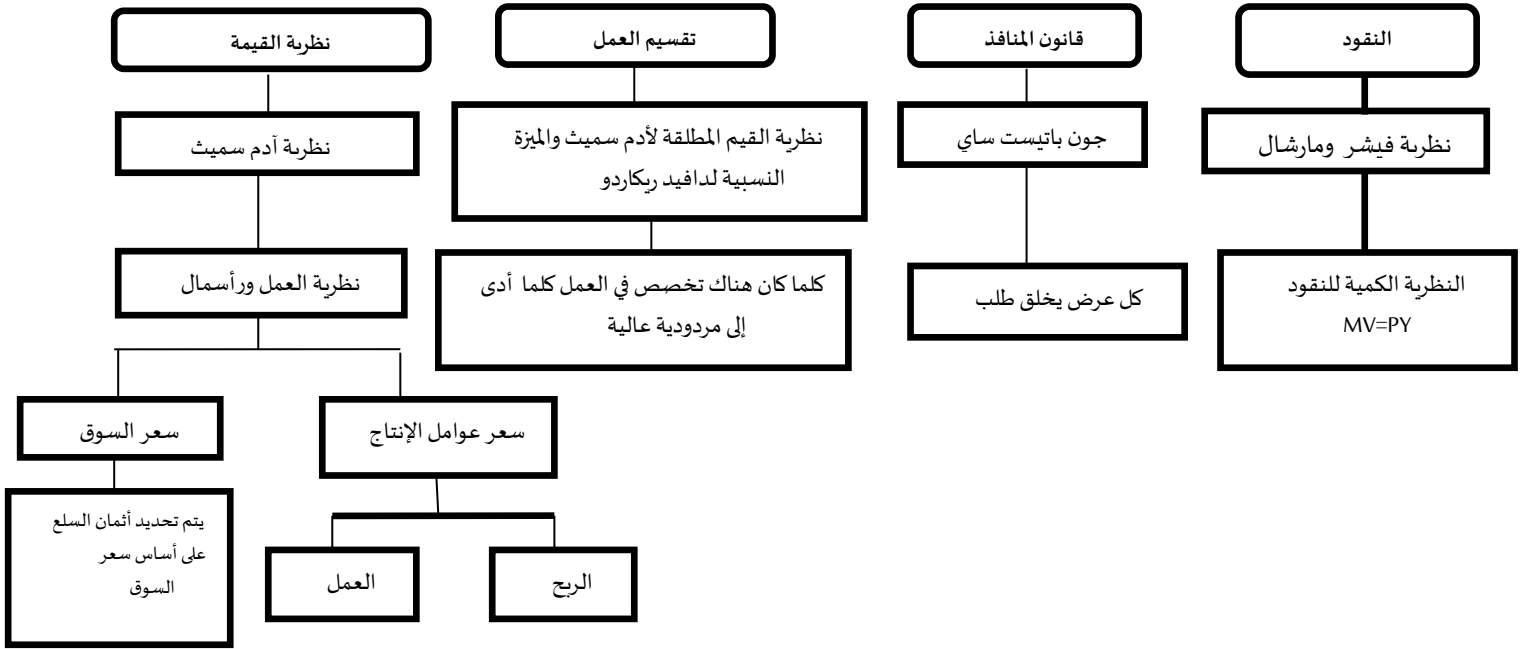 النقود
قانون المنافذ
تقسيم العمل
نظرية القيمة
نظرية فيشر ومارشال
جون باتيست ساي
نظرية القيم المطلقة لأدم سميث والميزة
النسبية لدافيد ريكاردو
نظرية آدم سميث
النظرية الكمية للنقود
MV=PY
كل عرض يخلق طلب
كلما كان هناك تخصص في العمل كلما أدى
إلى مردودية عالية
نظرية العمل ورأسمال
سعر عوامل الإنتاج
سعر السوق
الربح
العمل
يتم تحديد أثمان السلع
على أساس سعر
السوق